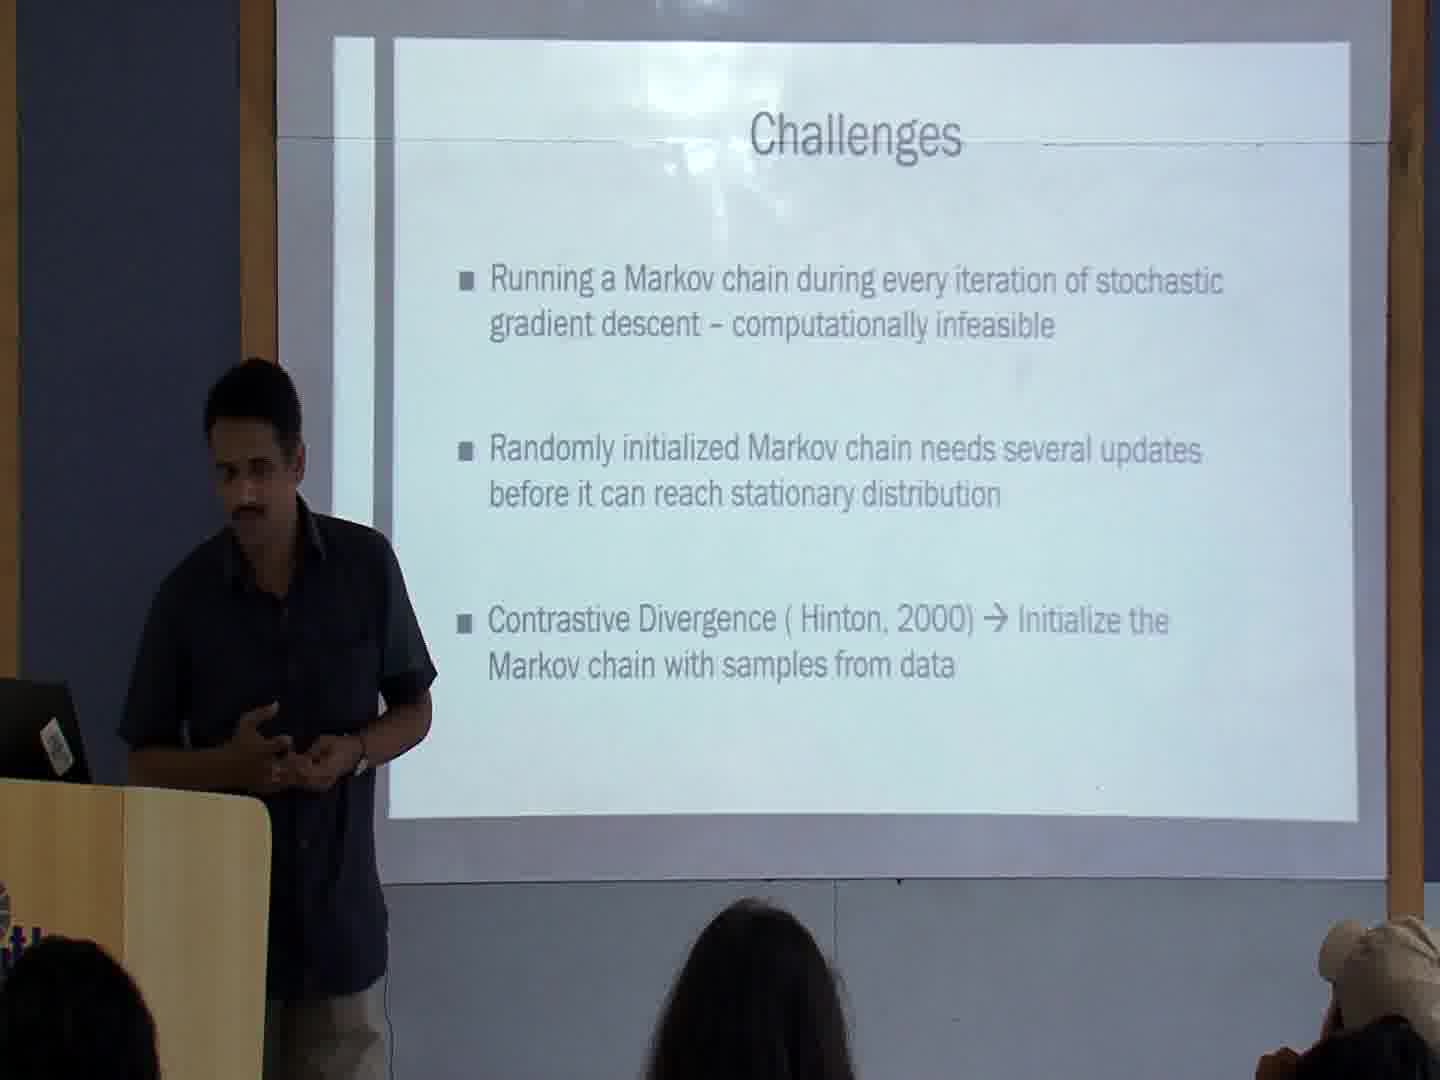 Challenges
Running a Markov chain during every iteration of stochastic
gradient descent – computationally infeasible
Randomly initialized Markov chain needs several updates
before it can reach stationary distribution
Contrastive Divergence ( Hinton, 2000) → Initialize the
Markov chain with samples from data